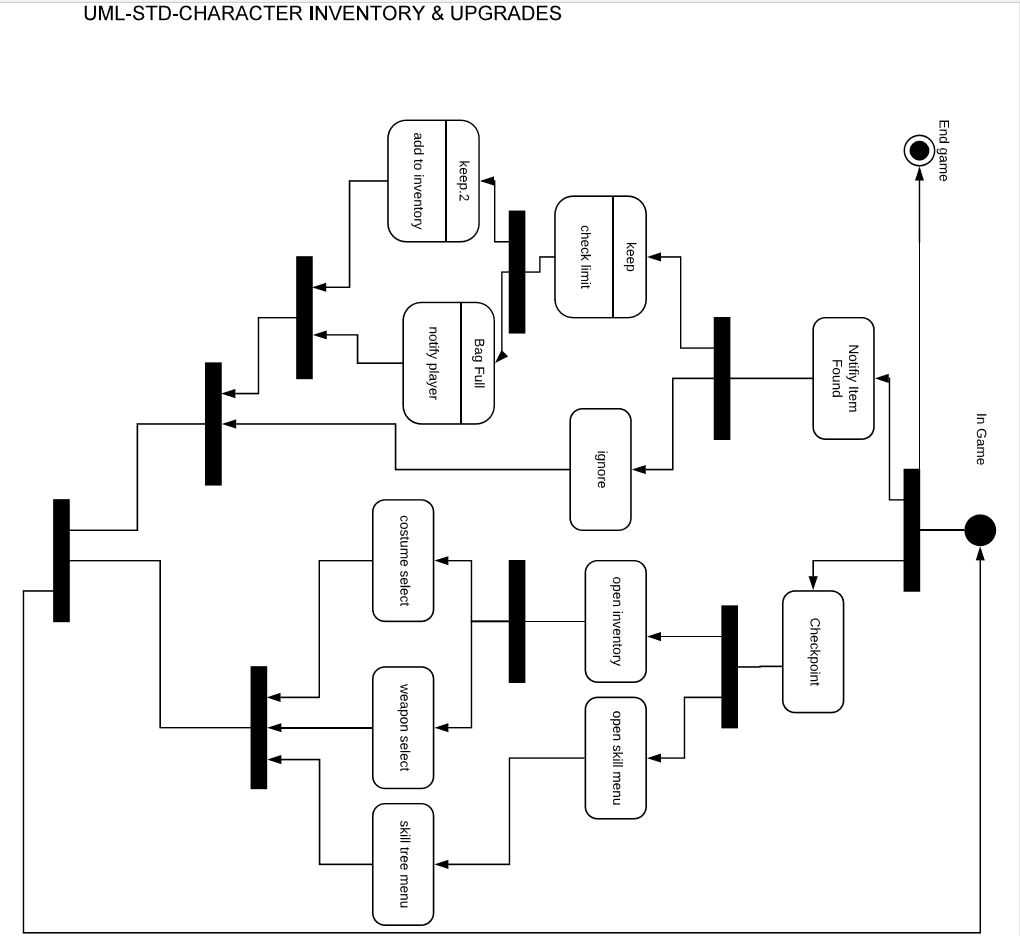 UML-STD-CHARACTER INVENTORY & UPGRADES
End game
In Game
Notifiy Item
Found
Checkpoint
keep
check limit
ignore
open inventory
open skill menu
keep.2
add to inventory
Bag Full
notify player
costume select
weapon select
skill tree menu